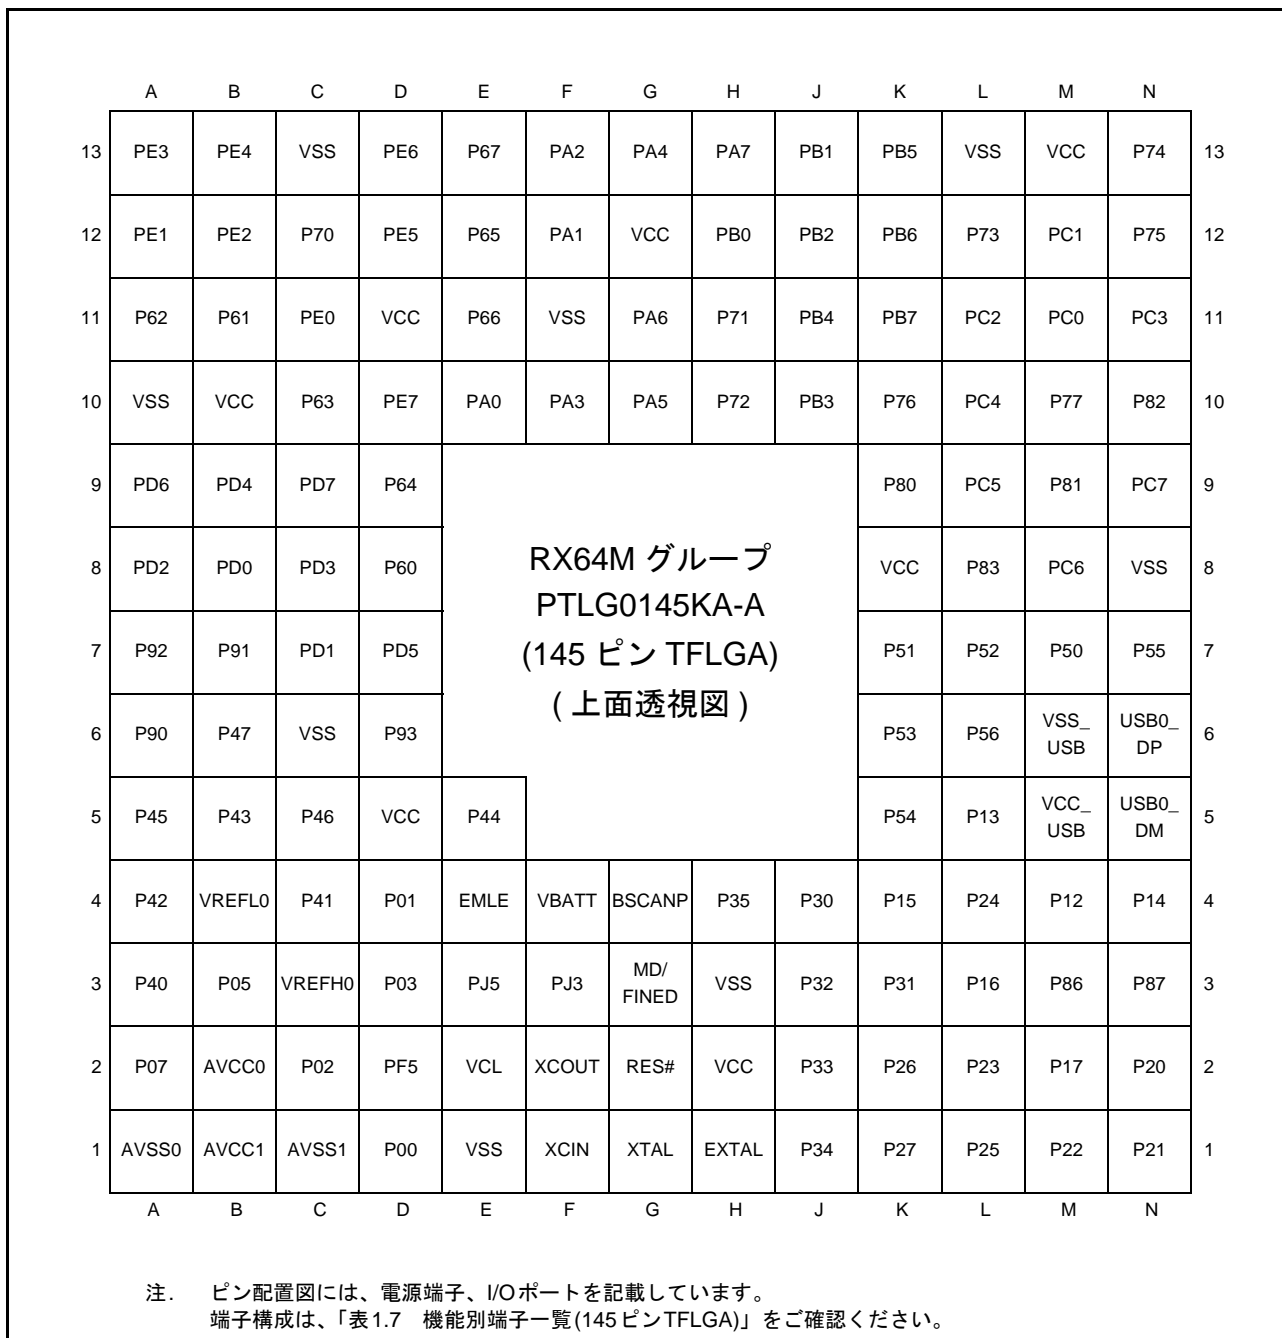 A B C D E F G H J K L M N
13 PE3 PE4 VSS PE6 P67 PA2 PA4 PA7 PB1 PB5 VSS VCC P74 13
12 PE1 PE2 P70 PE5 P65 PA1 VCC PB0 PB2 PB6 P73 PC1 P75 12
11 P62 P61 PE0 VCC P66 VSS PA6 P71 PB4 PB7 PC2 PC0 PC3 11
10 VSS VCC P63 PE7 PA0 PA3 PA5 P72 PB3 P76 PC4 P77 P82 10
9 PD6 PD4 PD7 P64 P80 PC5 P81 PC7 9
8 PD2 PD0 PD3 P60 VCC P83 PC6 VSS 8
7 P92 P91 PD1 PD5 P51 P52 P50 P55 7
6 P90 P47 VSS P93 P53 P56 VSS_ USB USB0_ DP 6
5 P45 P43 P46 VCC P44 P54 P13 VCC_ USB USB0_ DM 5
RX64M グループ
PTLG0145KA-A
(145 ピン TFLGA)
( 上面透視図 )
4 P42 VREFL0 P41 P01 EMLE VBATT BSCANP P35 P30 P15 P24 P12 P14 4
3 P40 P05 VREFH0 P03 PJ5 PJ3 MD/ FINED VSS P32 P31 P16 P86 P87 3
2 P07 AVCC0 P02 PF5 VCL XCOUT RES# VCC P33 P26 P23 P17 P20 2
1 AVSS0 AVCC1 AVSS1 P00 VSS XCIN XTAL EXTAL P34 P27 P25 P22 P21 1
A B C D E F G H J K L M N
注. ピン配置図には、電源端子、I/Oポートを記載しています。
端子構成は、「表1.7 機能別端子一覧(145ピンTFLGA)」をご確認ください。